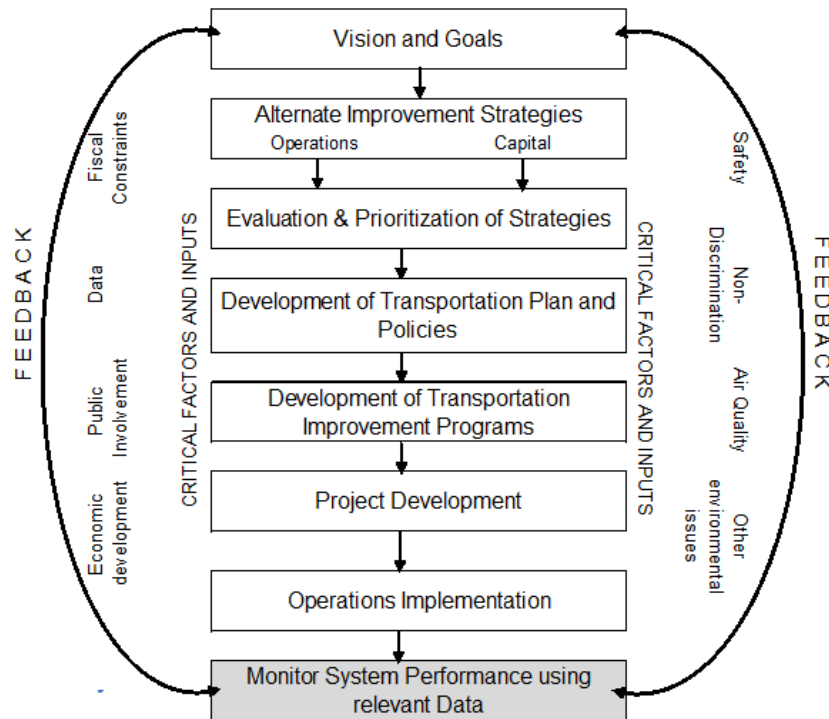 Vision and Goals
Alternate Improvement Strategies
Operations
Capital
Evaluation & Prioritization of Strategies
Development of Transportation Plan and
Policies
Development of Transportation
Improvement Programs
Project Development
Operations Implementation
Monitor System Performance using
relevant Data
FEEDBACK
Fiscal
Constraints
Data
Public
Involvement
Economic
development
CRITICAL FACTORS AND INPUTS
CRITICAL FACTORS AND INPUTS
Safety
Non-
Discrimination
Air Quality
Other
environmental
issues
FEEDBACK